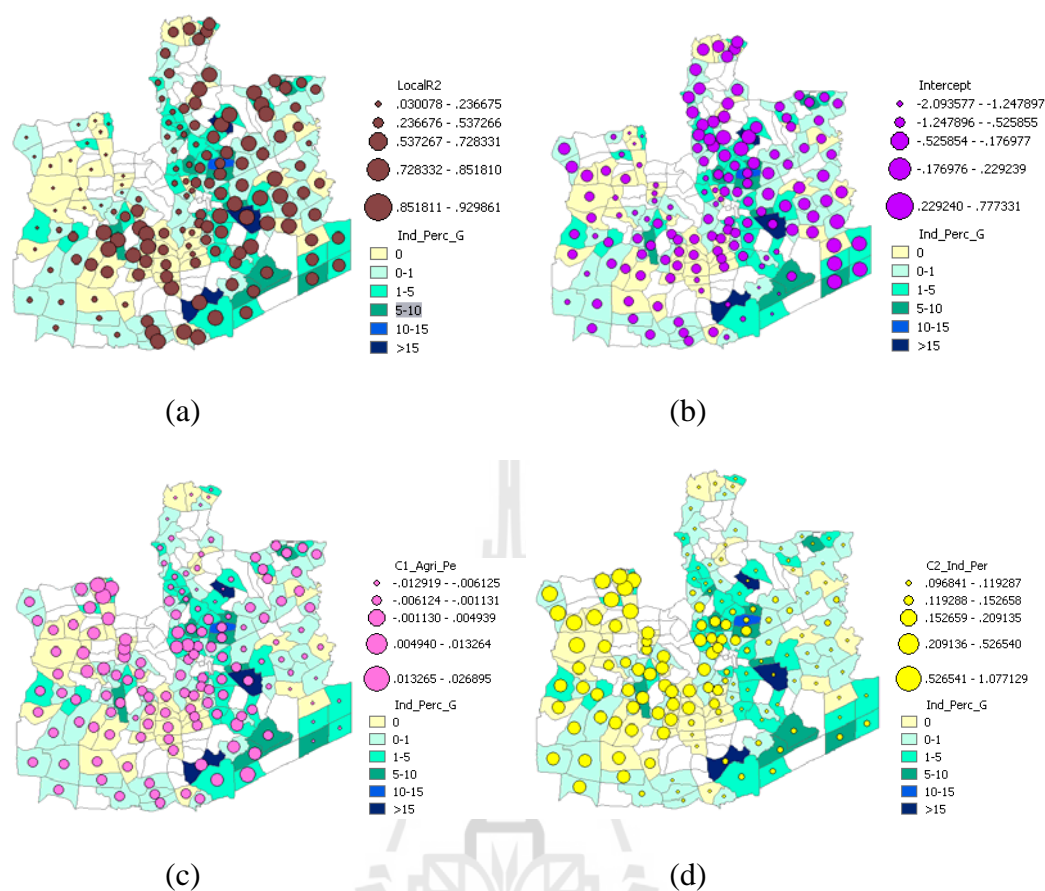 LocalR2
.030078 - .236675
.236676 - .537266
.537267 - .728331
.728332 - .851810
.851811 - .929861
Ind_Perc_G
0
0-1
1-5
5-10
10-15
>15
(a)
Intercept
-2.093577 - -1.247897
-1.247896 - -.525855
-.525854 - -.176977
-.176976 - .229239
.229240 - .777331
Ind_Perc_G
0
0-1
1-5
5-10
10-15
>15
(b)
C1_Agri_Pe
-.012919 - -.006125
-.006124 - -.001131
-.001130 - .004939
.004940 - .013264
.013265 - .026895
Ind_Perc_G
0
0-1
1-5
5-10
10-15
>15
(c)
C2_Ind_Per
.096841 - .119287
.119288 - .152658
.152659 - .209135
.209136 - .526540
.526541 - 1.077129
Ind_Perc_G
0
0-1
1-5
5-10
10-15
>15
(d)